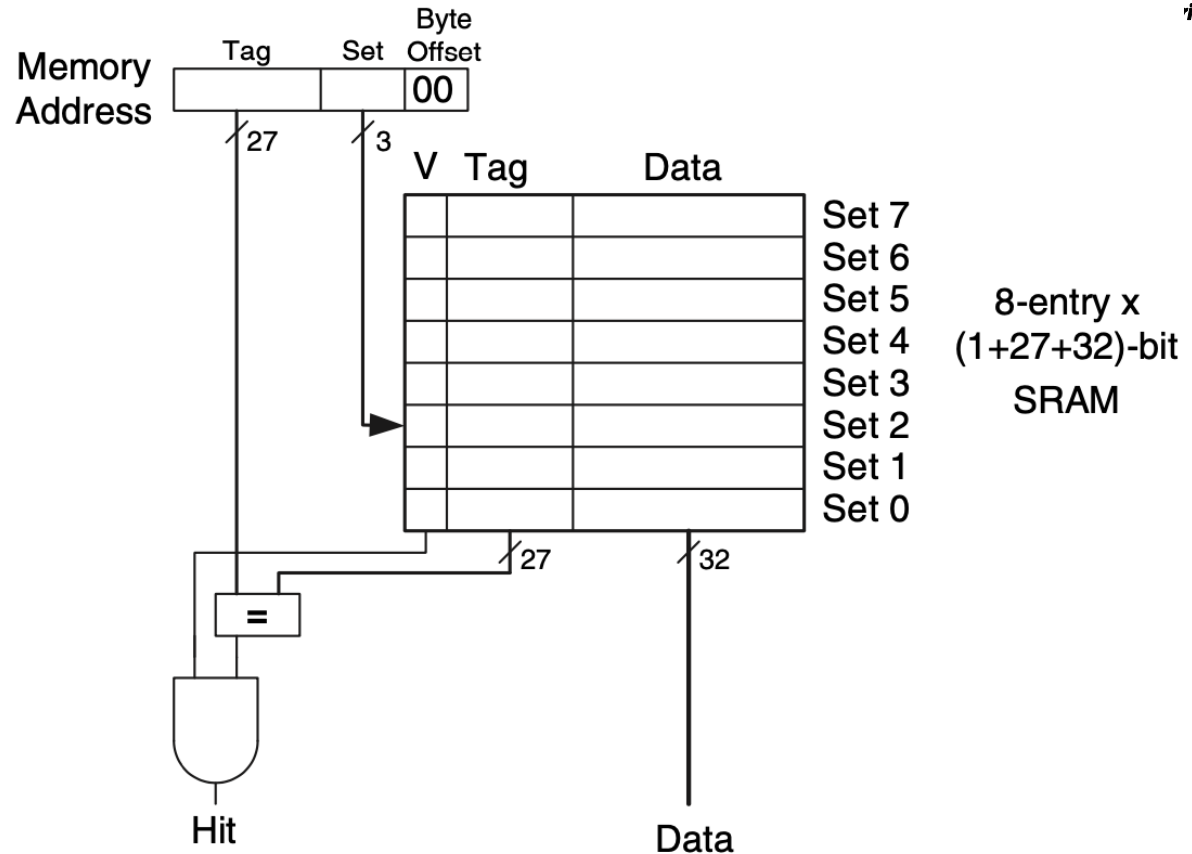 Byte
Tag Set Offset
Memory
Address
00
27
3
V Tag Data
Set 7
Set 6
Set 5
Set 4
Set 3
Set 2
Set 1
Set 0
8-entry x
(1+27+32)-bit
SRAM
27
32
=
Hit
Data